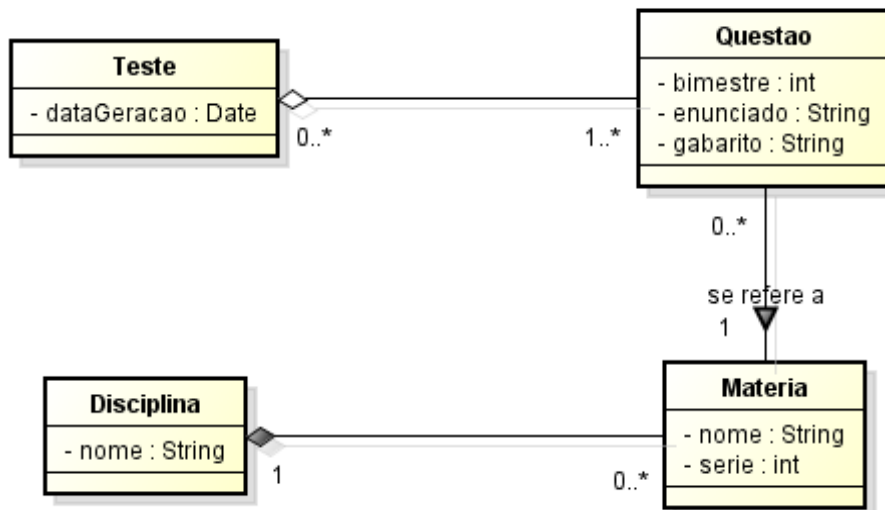 Teste
- dataGeracao : Date
0..*
1..*
Questao
- bimestre : int
- enunciado : String
- gabarito : String
0..*
se refere a
1
Disciplina
- nome : String
1
0..*
Materia
- nome : String
- serie : int